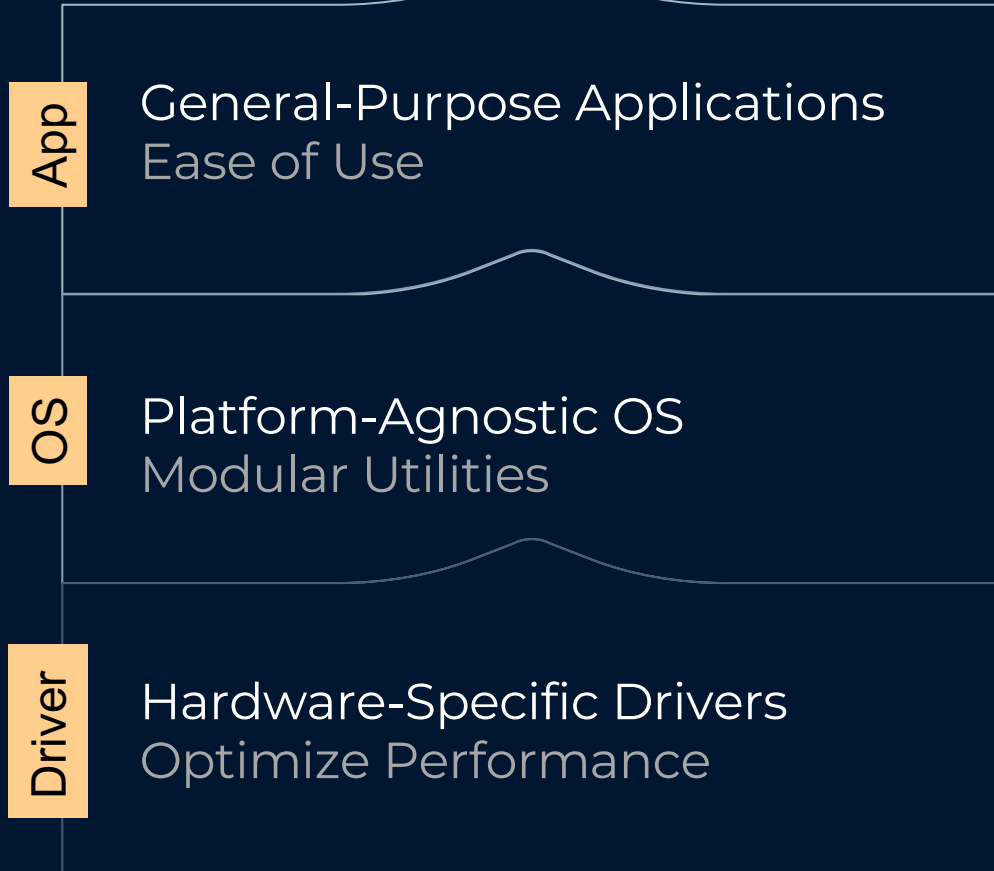 App
General-Purpose Applications
Ease of Use
OS
Platform-Agnostic OS
Modular Utilities
Driver
Hardware-Specific Drivers
Optimize Performance